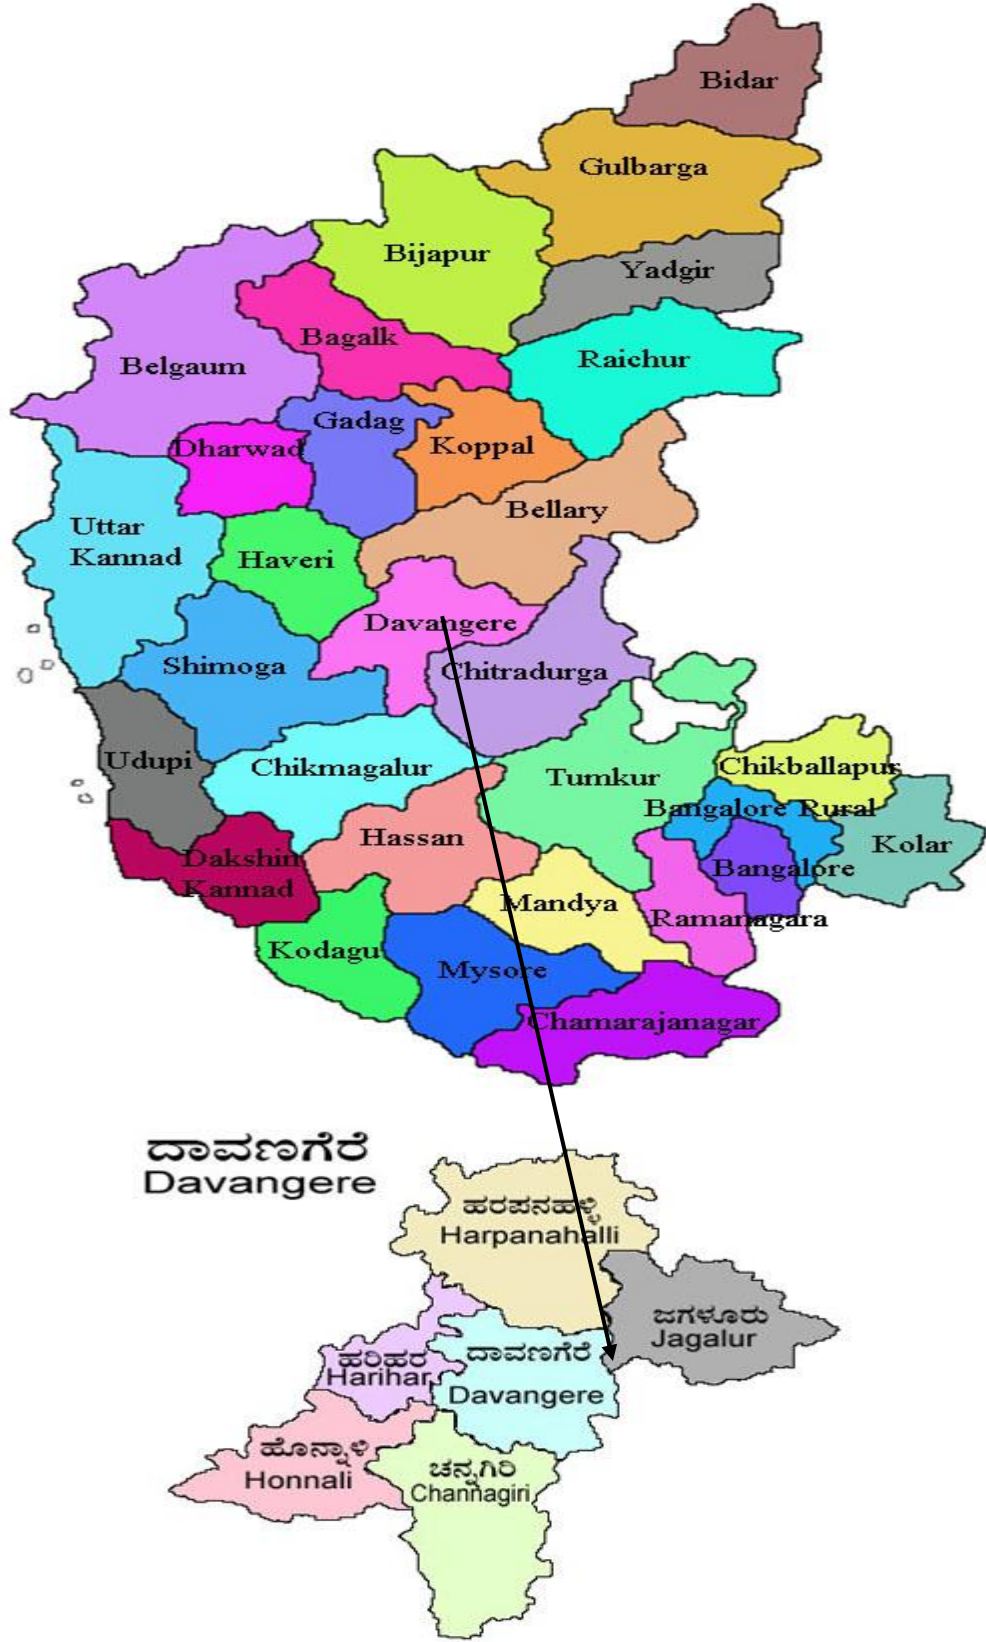 Bidar
Gulbarga
Bijapur
Yadgir
Bagalk
Raichur
Belgaum
Gadag
Koppal
Dharwad
Bellary
Uttar
Kannad
Haveri
Davangere
Shimoga
Chitradurga
Udupi
Chikmagalur
Tumkur
Chikballapur
Bangalore Rural
Hassan
Kolar
Dakshin
Kannad
Bangalore
Mandya
Ramanagara
Kodagu
Mysore
Chamarajanagar
ದಾವಣಗೆರೆ
Davangere
ಹರಪನಹಳ್ಳಿ
Harpanahalli
ಜಗಳೂರು
Jagalur
ಹರಿಹರ
Harihar
ದಾವಣಗೆರೆ
Davangere
ಹೊನ್ನಾಳಿ
Honnali
ಚನ್ನಗಿರಿ
Channagiri